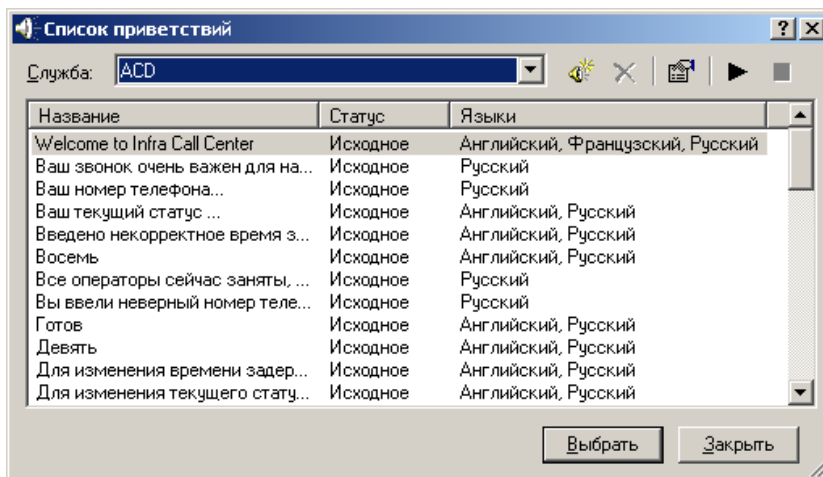 Список приветствий
Служба: ACD
Название Статус Языки
Welcome to Infra Call Center Исходное Английский, Французский, Русский
Ваш звонок очень важен для на... Исходное Русский
Ваш номер телефона... Исходное Русский
Ваш текущий статус ... Исходное Английский, Русский
Введено некорректное время з... Исходное Английский, Русский
Восемь Исходное Английский, Русский
Все операторы сейчас заняты, ... Исходное Русский
Вы ввели неверный номер теле... Исходное Русский
Готов Исходное Английский, Русский
Девять Исходное Английский, Русский
Для изменения времени задер... Исходное Английский, Русский
Для изменения текущего стату... Исходное Английский, Русский
Выбрать Закрыть